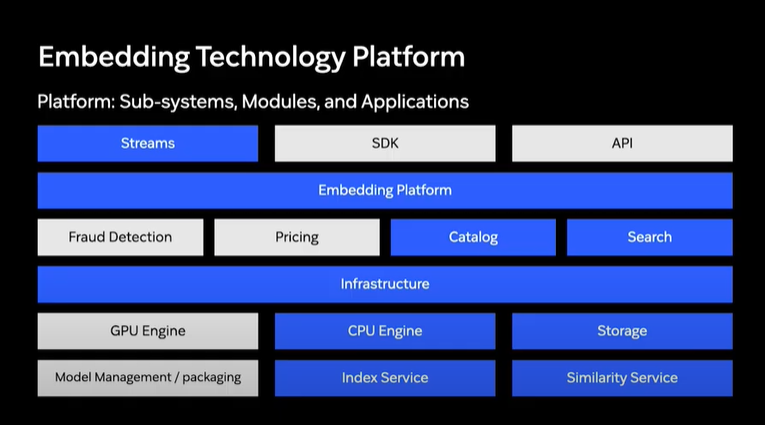 Embedding Technology Platform
Platform: Sub-systems, Modules, and Applications
Streams
SDK
API
Embedding Platform
Fraud Detection
Pricing
Catalog
Search
Infrastructure
GPU Engine
CPU Engine
Storage
Model Management / packaging
Index Service
Similarity Service